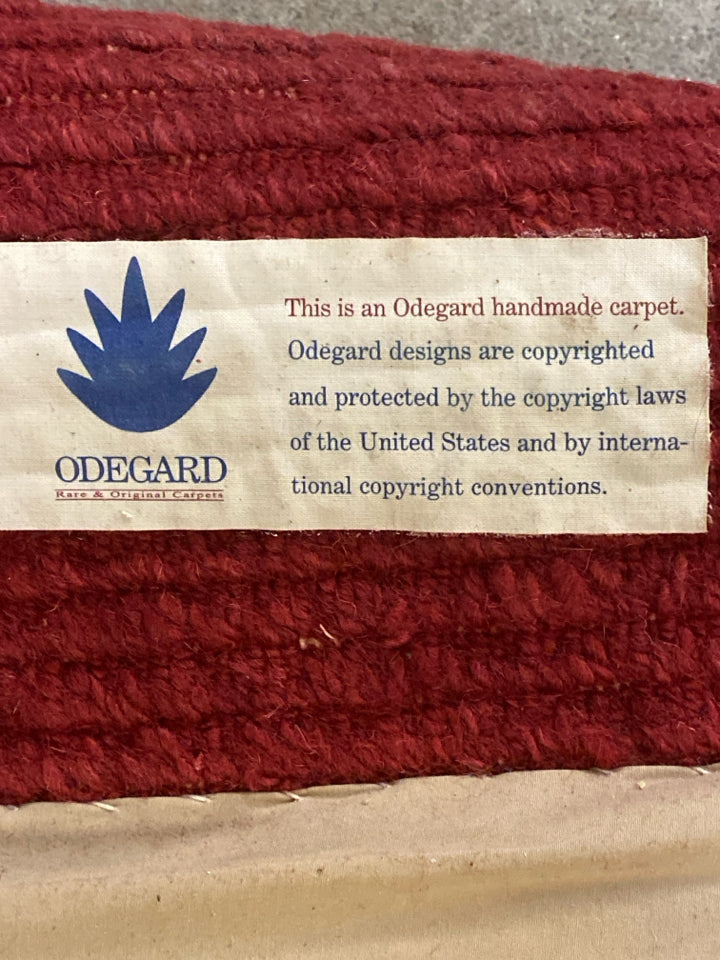 ODEGARD
Rare & Original Carpets
This is an Odegard handmade carpet.
Odegard designs are copyrighted
and protected by the copyright laws
of the United States and by interna-
tional copyright conventions.